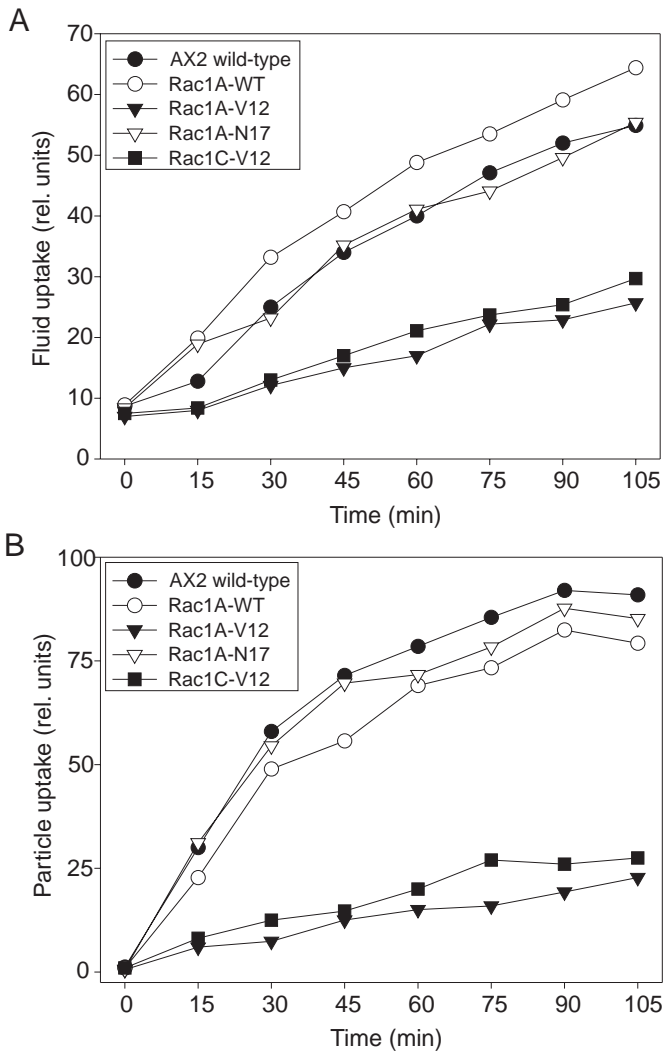 A
70
60
50
40
30
20
10
0
Fluid uptake (rel. units)
AX2 wild-type
Rac1A-WT
Rac1A-V12
Rac1A-N17
Rac1C-V12
0 15 30 45 60 75 90 105
Time (min)
B
100
75
50
25
0
Particle uptake (rel. units)
AX2 wild-type
Rac1A-WT
Rac1A-V12
Rac1A-N17
Rac1C-V12
0 15 30 45 60 75 90 105
Time (min)